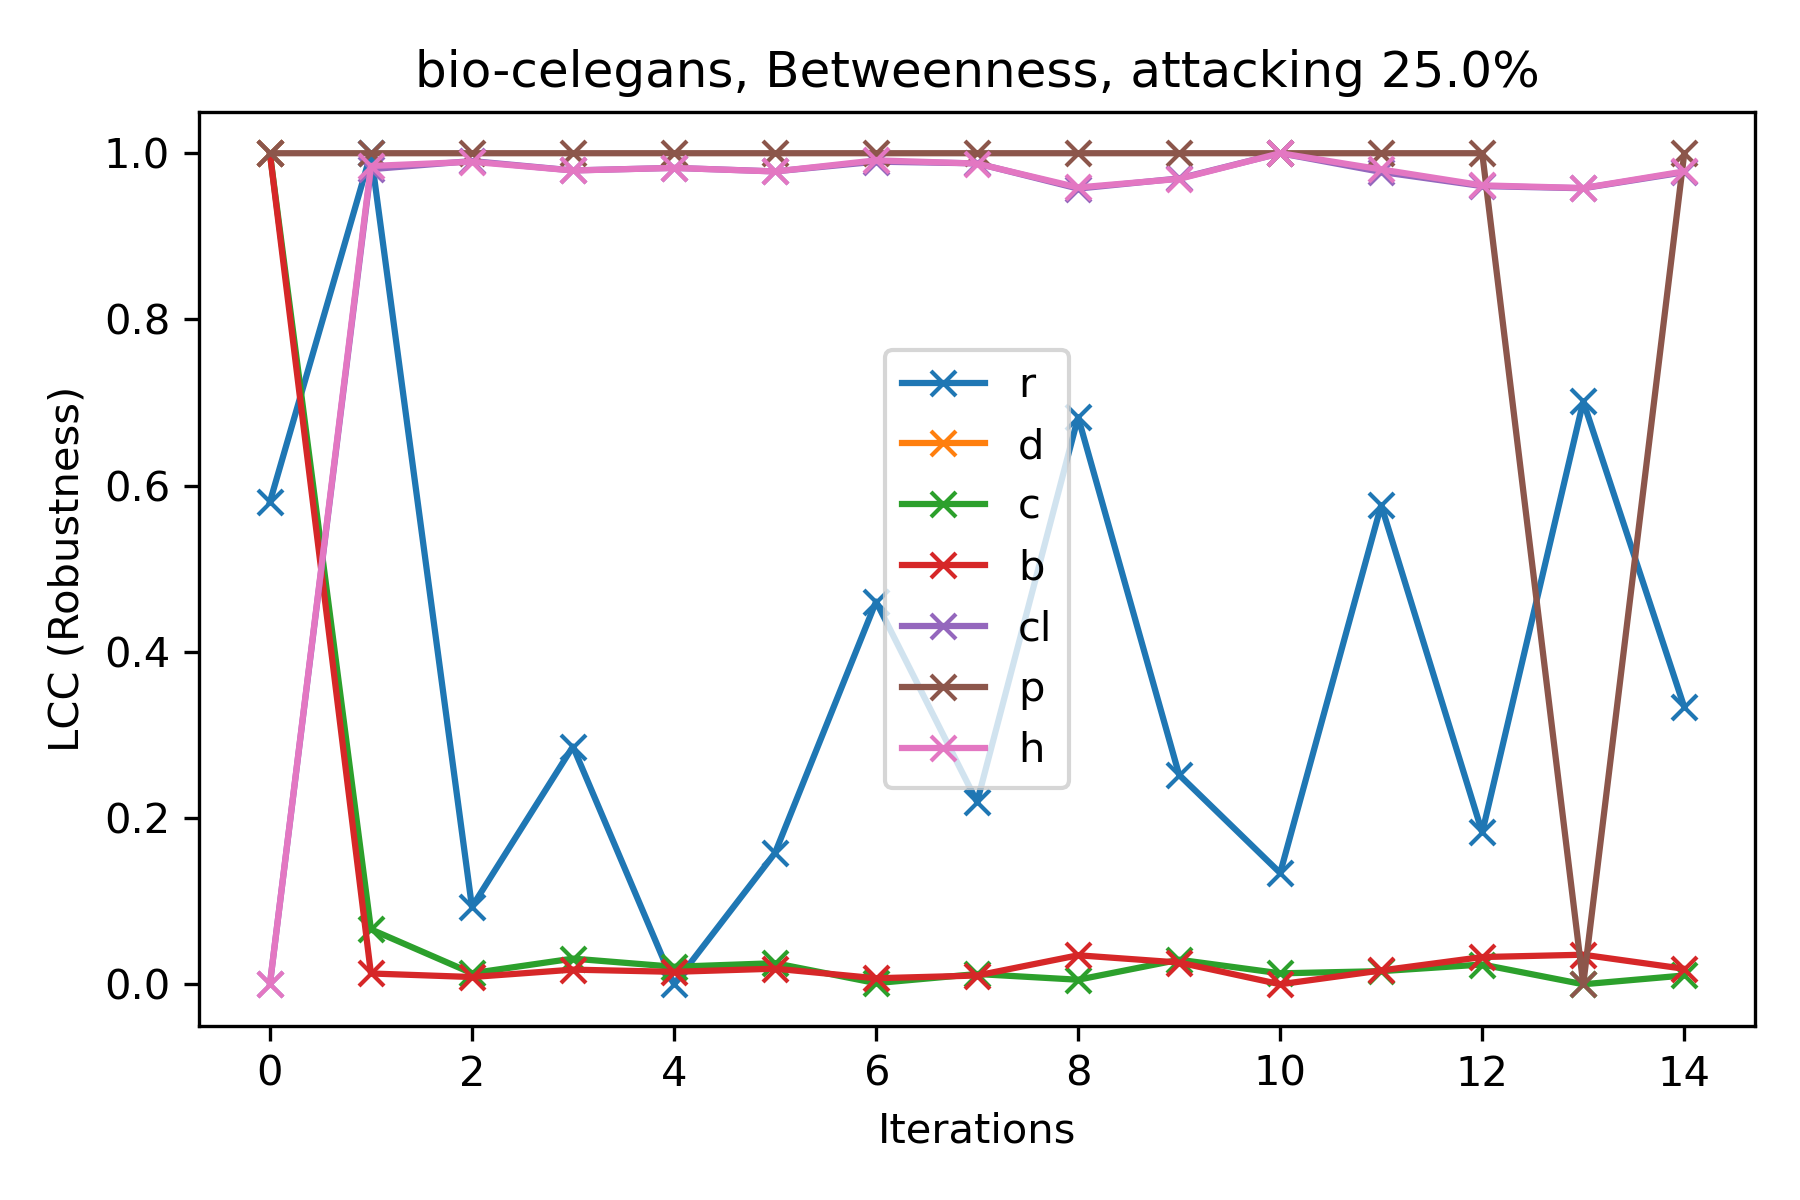 bio-celegans, Betweenness, attacking 25.0%
LCC (Robustness)
1.0
0.8
0.6
0.4
0.2
0.0
r
d
c
b
cl
p
h
0 2 4 6 8 10 12 14
Iterations